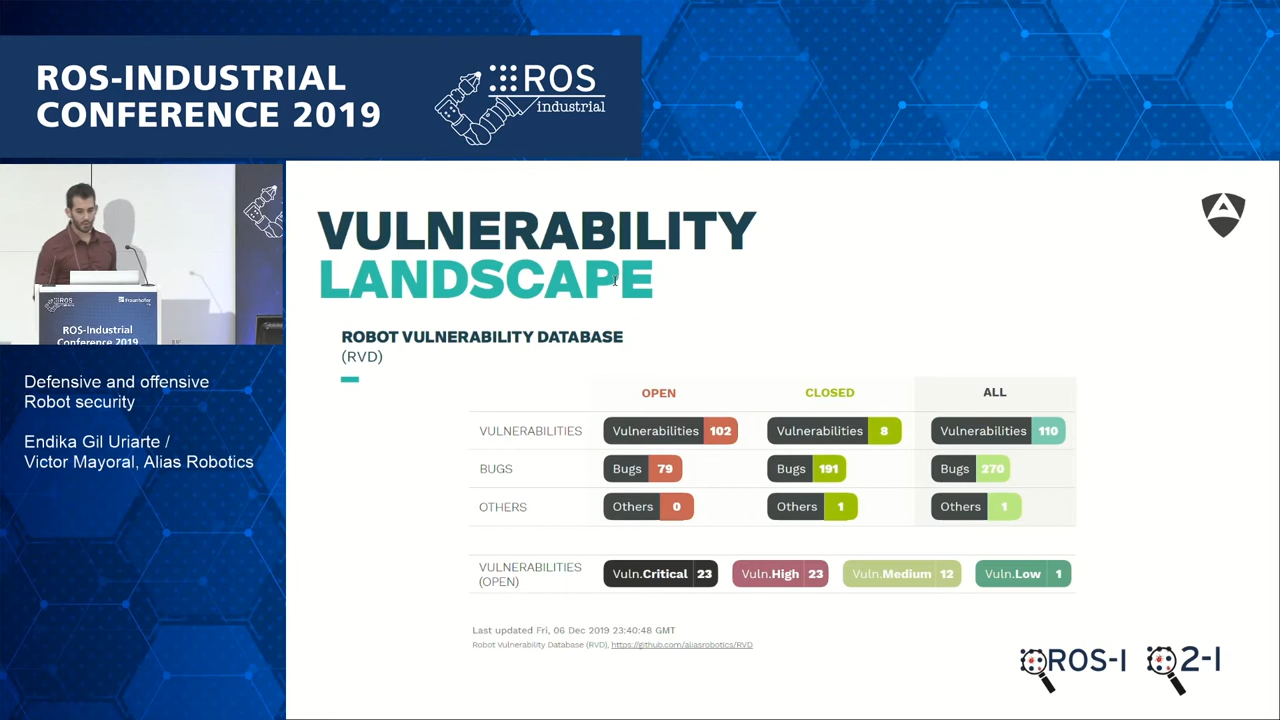 ROS-INDUSTRIAL
CONFERENCE 2019
ROS
industrial
ROS-Industrial
Conference 2019
Defensive and offensive
Robot security
Endika Gil Uriarte /
Victor Mayoral, Alias Robotics
VULNERABILITY
LANDSCAPE
ROBOT VULNERABILITY DATABASE
(RVD)
OPEN CLOSED ALL
VULNERABILITIES Vulnerabilities 102 Vulnerabilities 8 Vulnerabilities 110
BUGS Bugs 79 Bugs 191 Bugs 270
OTHERS Others 0 Others 1 Others 1
VULNERABILITIES
(OPEN)
Vuln.Critical 23 Vuln.High 23 Vuln.Medium 12 Vuln.Low 1
Last updated Fri, 06 Dec 2019 23:40:48 GMT
Robot Vulnerability Database (RVD), https://github.com/aliasrobotics/RVD
ROS-I 2-I